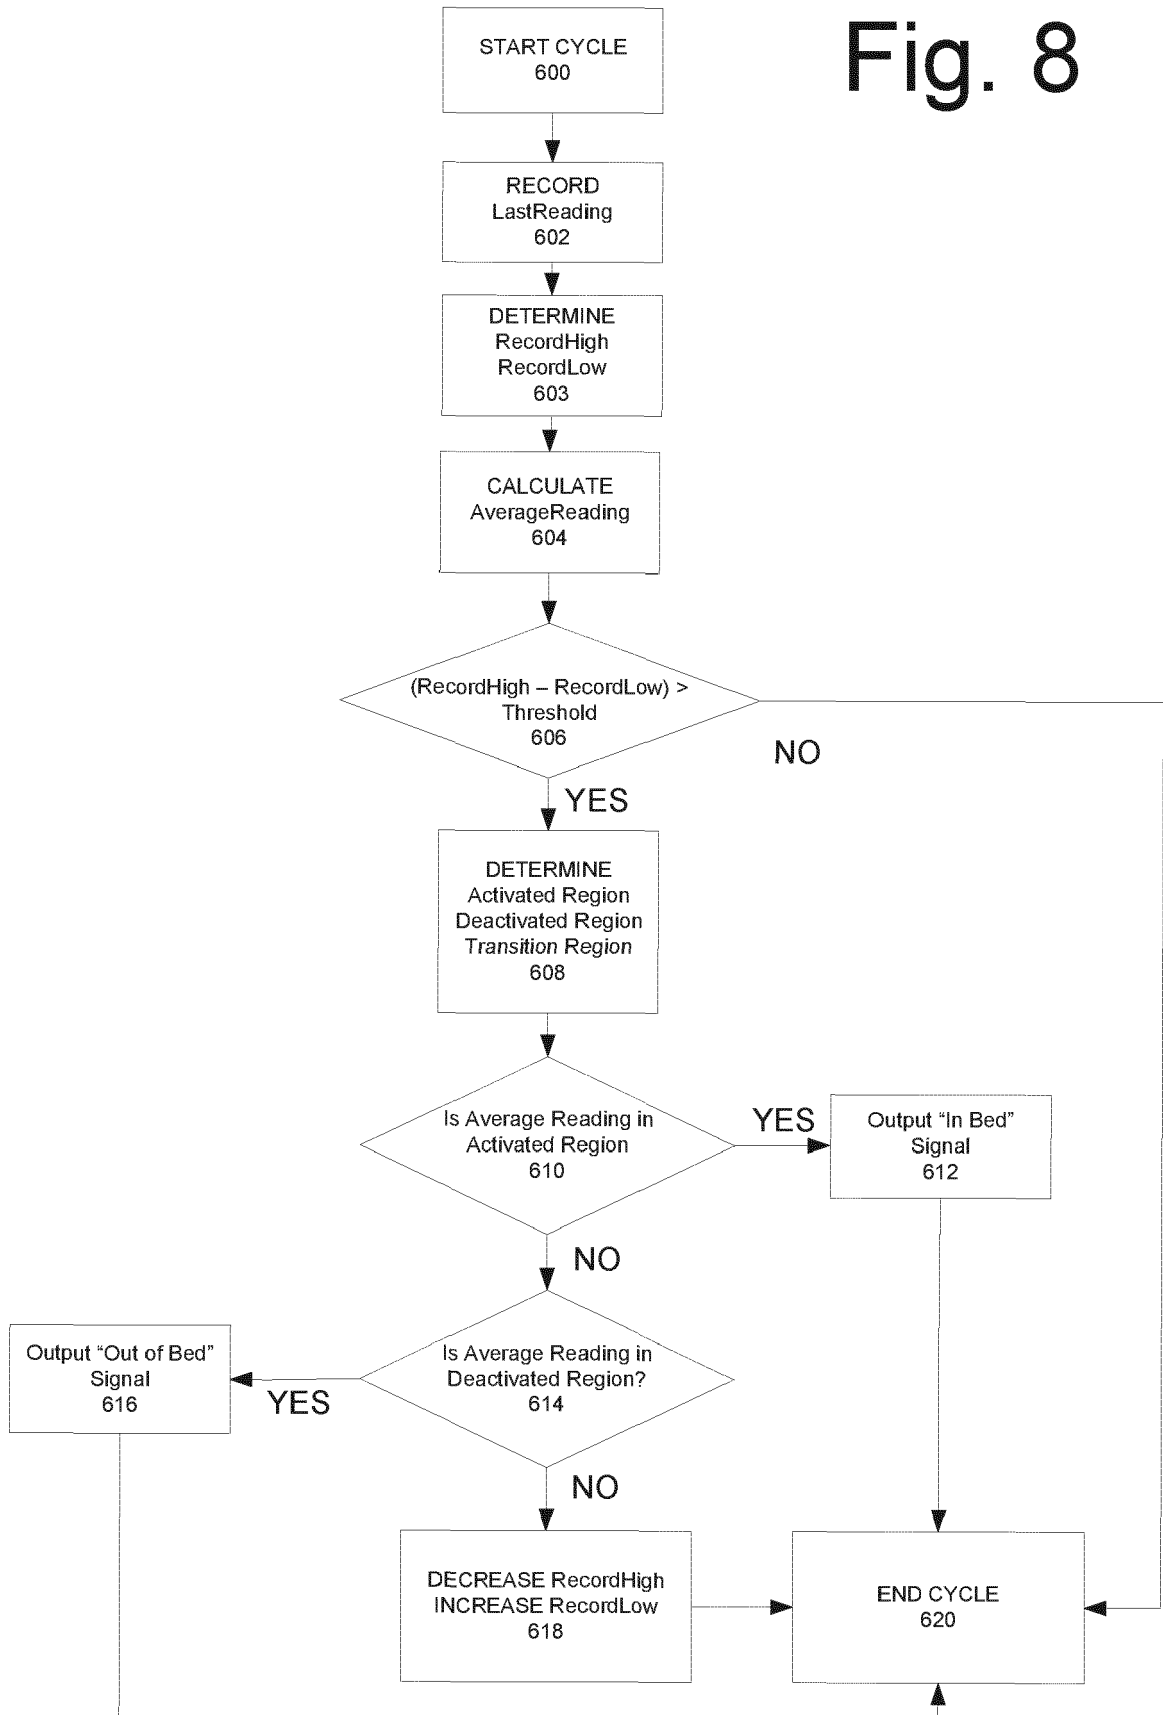 Fig. 8
START CYCLE
600
RECORD
LastReading
602
DETERMINE
RecordHigh
RecordLow
603
CALCULATE
AverageReading
604
(RecordHigh – RecordLow) >
Threshold
606
NO
YES
DETERMINE
Activated Region
Deactivated Region
Transition Region
608
Is Average Reading in
Activated Region
610
YES
Output “In Bed”
Signal
612
NO
Is Average Reading in
Deactivated Region?
614
YES
Output “Out of Bed”
Signal
616
NO
DECREASE RecordHigh
INCREASE RecordLow
618
END CYCLE
620